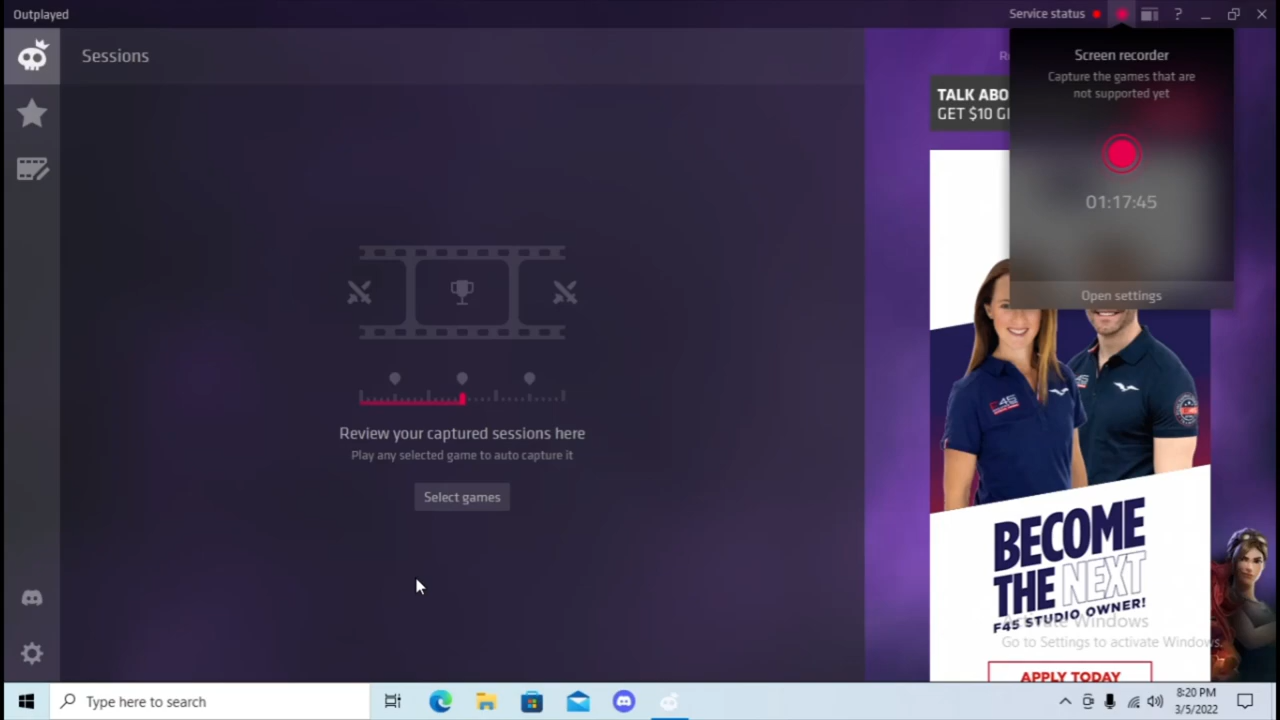 Outplayed
Service status
?
Sessions
Screen recorder
Capture the games that are
not supported yet
01:17:45
Open settings
TALK ABO
GET $10 G
Review your captured sessions here
Play any selected game to auto capture it
Select games
F45
BECOME
THE NEXT
F45 STUDIO OWNER!
APPLY TODAY
Activate Windows
Go to Settings to activate Windows.
Type here to search
8:20 PM
3/5/2022